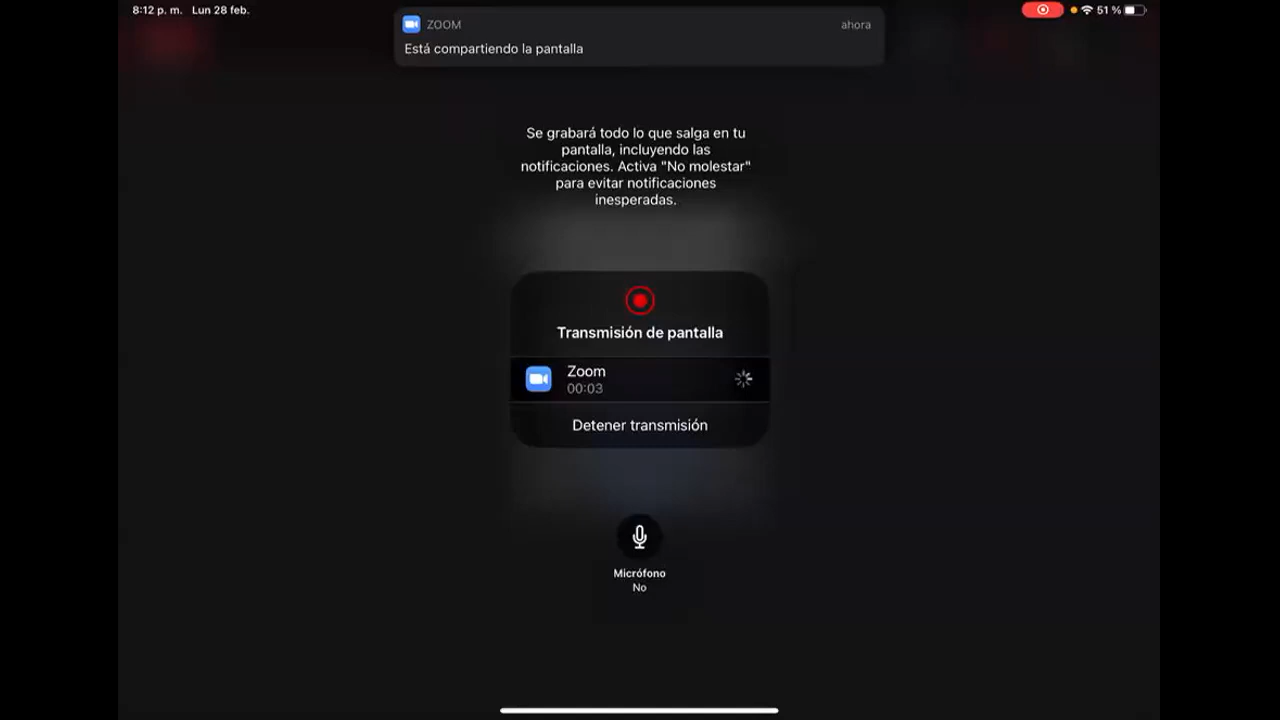 8:12 p. m. Lun 28 feb.
51 %
ZOOM
ahora
Está compartiendo la pantalla
Se grabará todo lo que salga en tu
pantalla, incluyendo las
notificaciones. Activa "No molestar"
para evitar notificaciones
inesperadas.
Transmisión de pantalla
Zoom
00:03
Detener transmisión
Micrófono
No